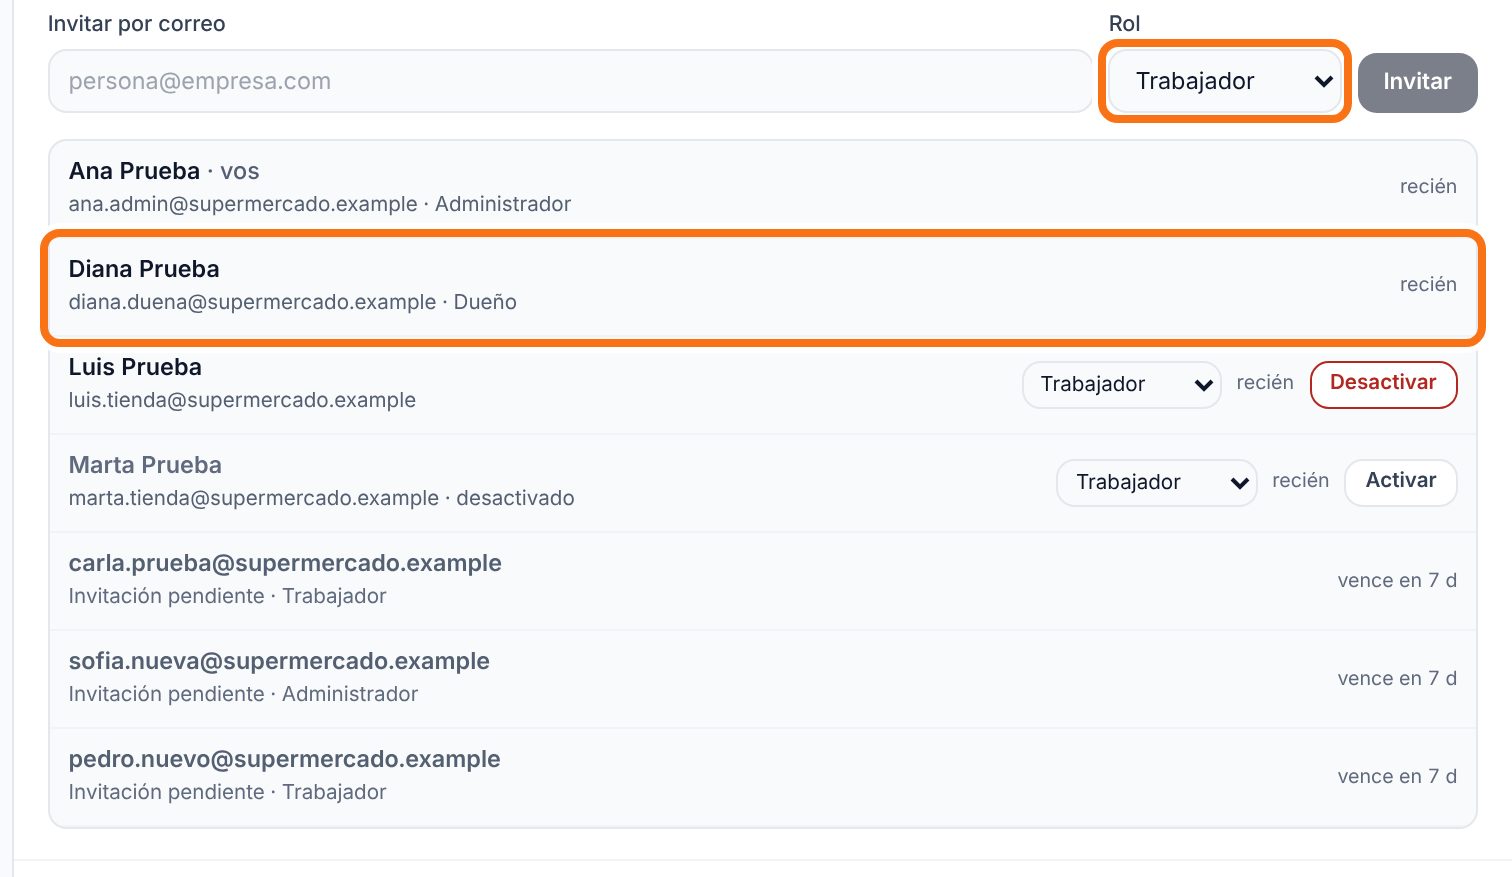 Invitar por correo
Rol
persona@empresa.com
Trabajador
Invitar
Ana Prueba · vos
ana.admin@supermercado.example · Administrador
recién
Diana Prueba
diana.duena@supermercado.example · Dueño
recién
Luis Prueba
luis.tienda@supermercado.example
Trabajador
recién
Desactivar
Marta Prueba
marta.tienda@supermercado.example · desactivado
Trabajador
recién
Activar
carla.prueba@supermercado.example
Invitación pendiente · Trabajador
vence en 7 d
sofia.nueva@supermercado.example
Invitación pendiente · Administrador
vence en 7 d
pedro.nuevo@supermercado.example
Invitación pendiente · Trabajador
vence en 7 d